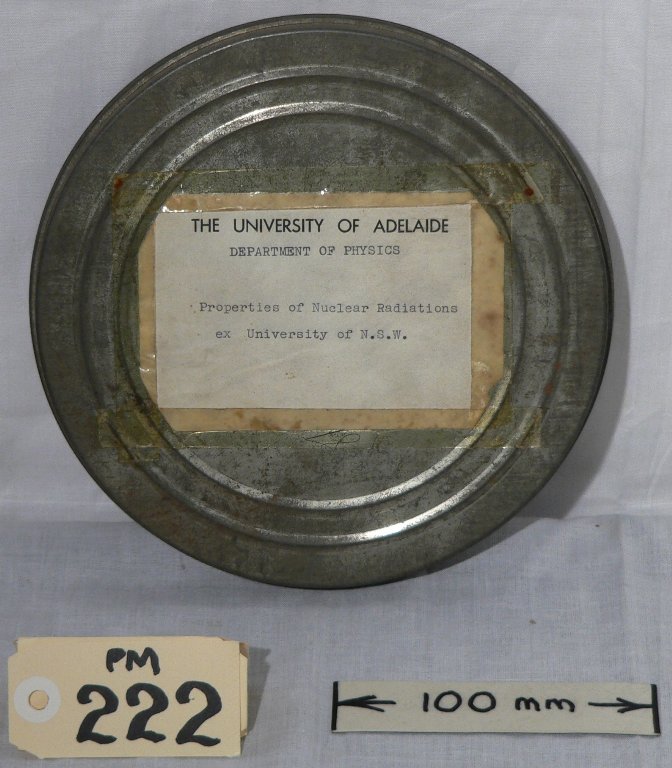 THE UNIVERSITY OF ADELAIDE
DEPARTMENT OF PHYSICS
Properties of Nuclear Radiations
ex University of N.S.W.
PM
222
100 mm